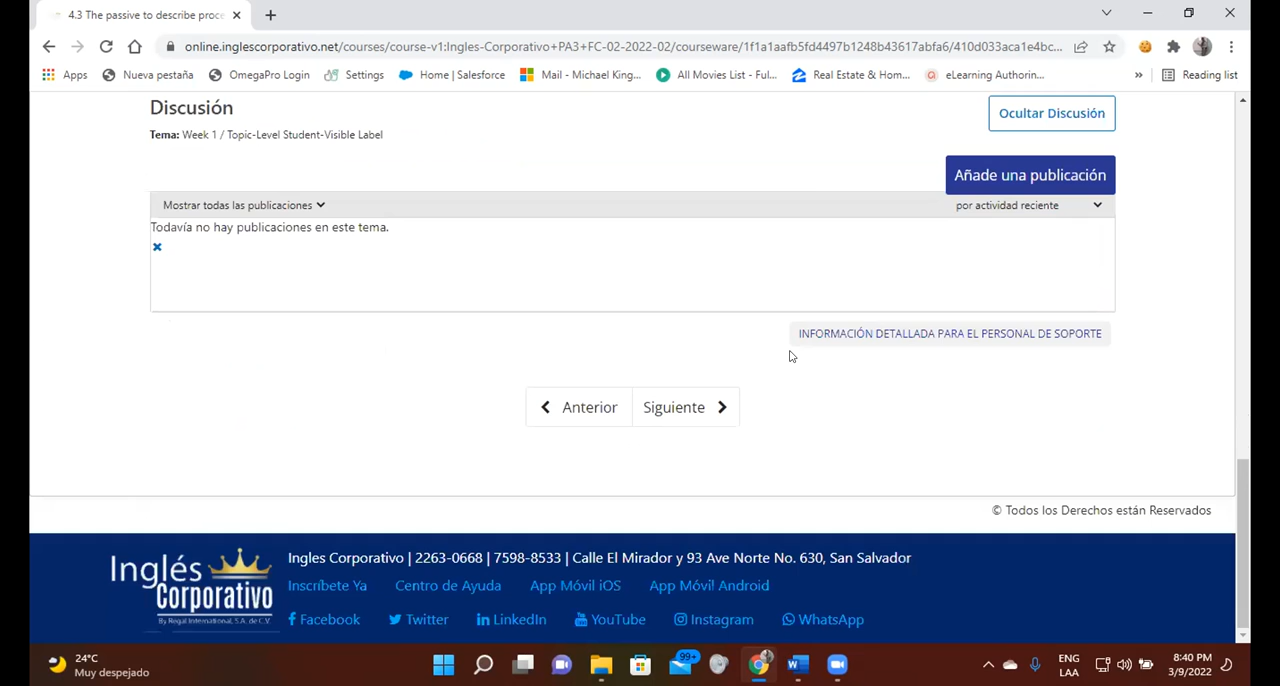 4.3 The passive to describe proce
online.inglescorporativo.net/courses/course-v1:Ingles-Corporativo+PA3+FC-02-2022-02/courseware/1f1a1aafb5fd4497b1248b43617abfa6/410d033aca1e4bc...
Apps Nueva pestaña OmegaPro Login Settings Home | Salesforce Mail - Michael King... All Movies List - Ful... Real Estate & Hom... eLearning Authorin... » Reading list
Discusión
Ocultar Discusión
Tema: Week 1 / Topic-Level Student-Visible Label
Añade una publicación
Mostrar todas las publicaciones por actividad reciente
Todavía no hay publicaciones en este tema.
INFORMACIÓN DETALLADA PARA EL PERSONAL DE SOPORTE
Anterior Siguiente
© Todos los Derechos están Reservados
Inglés Corporativo
By Regal International, S.A. de C.V.
Ingles Corporativo | 2263-0668 | 7598-8533 | Calle El Mirador y 93 Ave Norte No. 630, San Salvador
Inscríbete Ya Centro de Ayuda App Móvil iOS App Móvil Android
Facebook Twitter LinkedIn YouTube Instagram WhatsApp
24°C
Muy despejado
99+
ENG
LAA
8:40 PM
3/9/2022